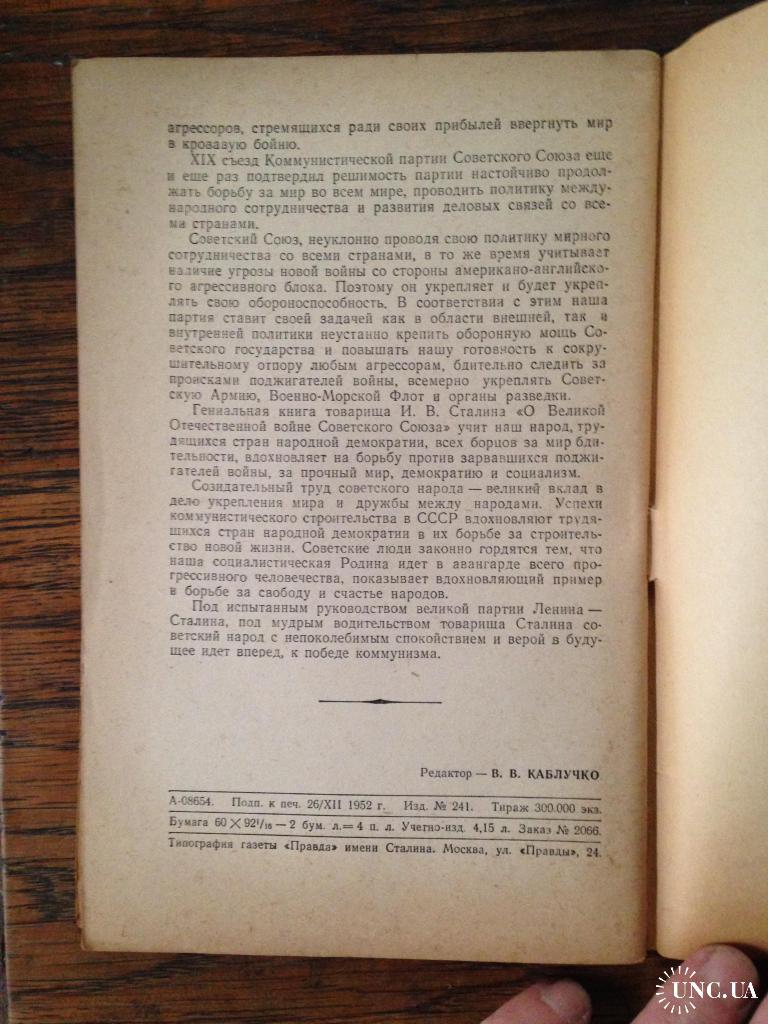 агрессоров, стремящихся ради своих прибылей ввергнуть мир
в кровавую бойню.
XIX съезд Коммунистической партии Советского Союза еще
и еще раз подтвердил решимость партии настойчиво продол-
жать борьбу за мир во всем мире, проводить политику между-
народного сотрудничества и развития деловых связей со все-
ми странами.
Советский Союз, неуклонно проводя свою политику мирного
сотрудничества со всеми странами, в то же время учитывает
наличие угрозы новой войны со стороны американо-английско-
го агрессивного блока. Поэтому он укрепляет и будет укреп-
лять свою обороноспособность. В соответствии с этим наша
партия ставит своей задачей как в области внешней, так и
внутренней политики неустанно крепить оборонную мощь Со-
ветского государства и повышать нашу готовность к сокру-
шительному отпору любым агрессорам, бдительно следить за
происками поджигателей войны, всемерно укреплять Совет-
скую Армию, Военно-Морской Флот и органы разведки.
Гениальная книга товарища И. В. Сталина «О Великой
Отечественной войне Советского Союза» учит наш народ, тру-
дящихся стран народной демократии, всех борцов за мир бди-
тельности, вдохновляет на борьбу против зарвавшихся поджи-
гателей войны, за прочный мир, демократию и социализм.
Созидательный труд советского народа — великий вклад в
дело укрепления мира и дружбы между народами. Успехи
коммунистического строительства в СССР вдохновляют трудя-
щихся стран народной демократии в их борьбе за строитель-
ство новой жизни. Советские люди законно гордятся тем, что
наша социалистическая Родина идет в авангарде всего про-
грессивного человечества, показывает вдохновляющий пример
в борьбе за свободу и счастье народов.
Под испытанным руководством великой партии Ленина —
Сталина, под мудрым водительством товарища Сталина со-
ветский народ с непоколебимым спокойствием и верой в буду-
щее идет вперед, к победе коммунизма.
Редактор — В. В. КАБЛУЧКО
А-08654. Подп. к печ. 26/XII 1952 г. Изд. № 241. Тираж 300.000 экз.
Бумага 60 × 92¹/₁₆ — 2 бум. л.= 4 п. л. Учетно-изд. 4,15 л. Заказ № 2066.
Типография газеты «Правда» имени Сталина. Москва, ул. «Правды», 24.
UNC.UA